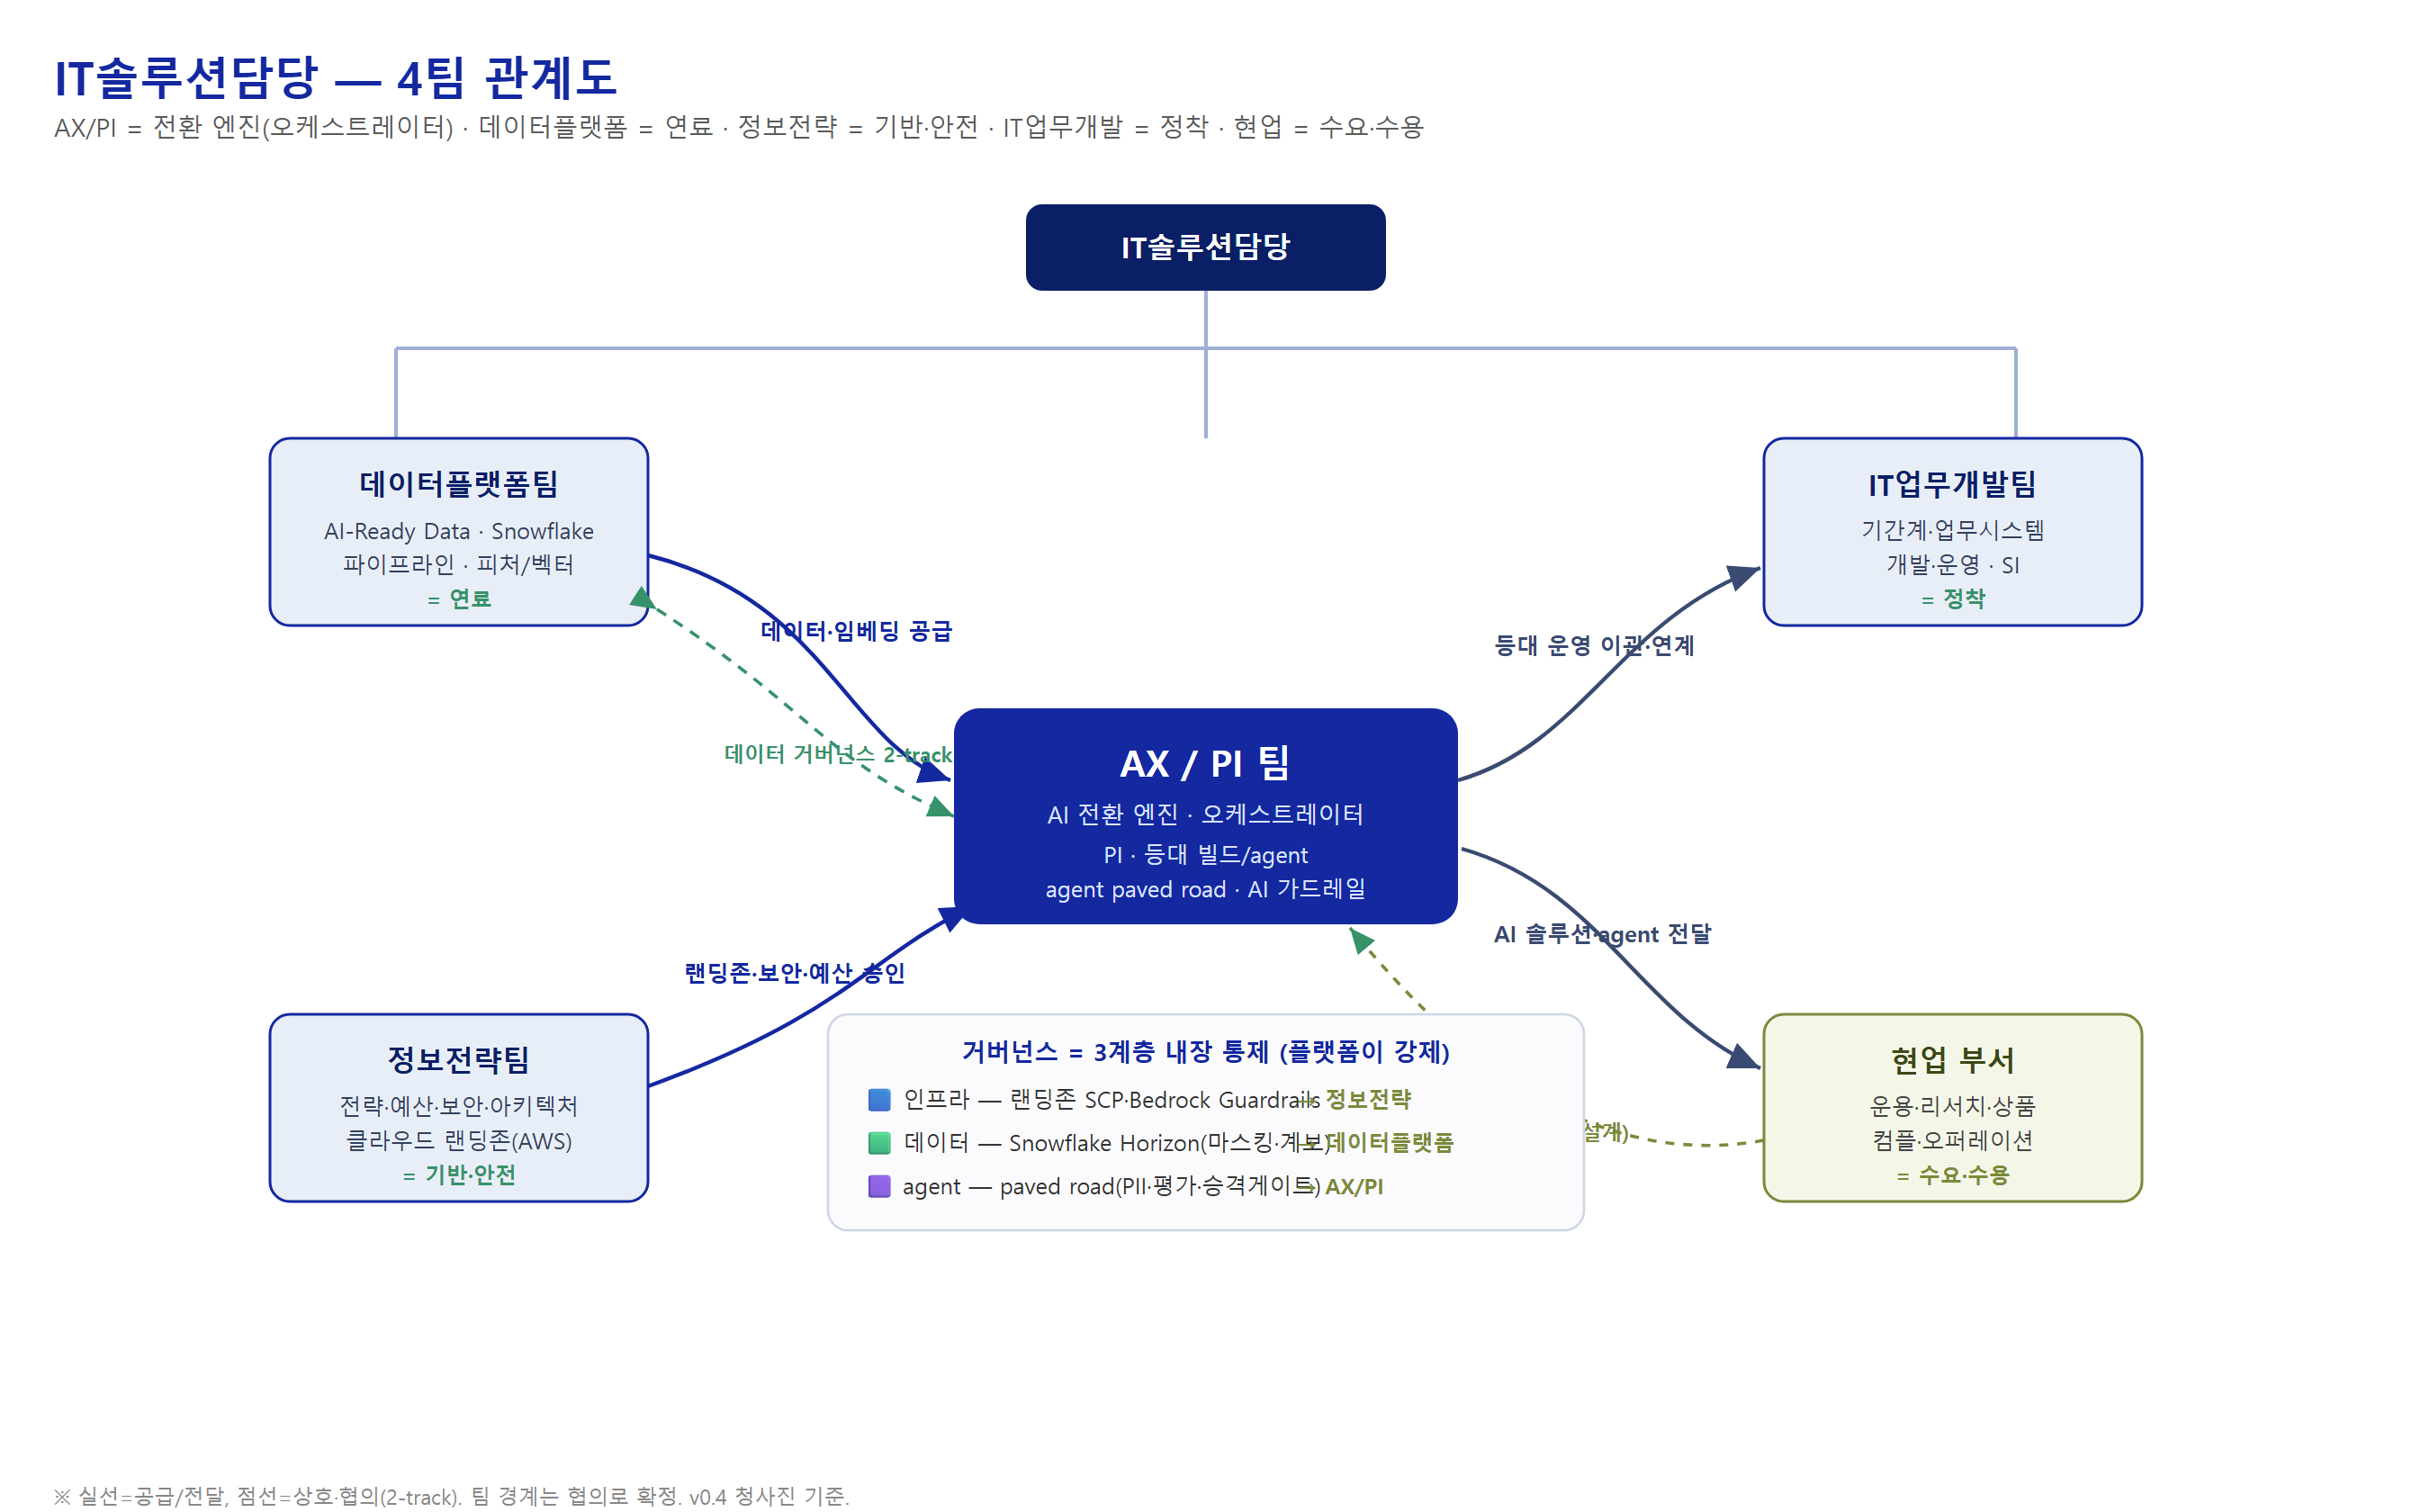 IT솔루션담당 — 4팀 관계도
AX/PI = 전환 엔진(오케스트레이터) · 데이터플랫폼 = 연료 · 정보전략 = 기반·안전 · IT업무개발 = 정착 · 현업 = 수요·수용
IT솔루션담당
데이터플랫폼팀
AI-Ready Data · Snowflake
파이프라인 · 피처/벡터
= 연료
IT업무개발팀
기간계·업무시스템
개발·운영 · SI
= 정착
데이터·임베딩 공급
등대 운영 이관·연계
데이터 거버넌스 2-track
AX / PI 팀
AI 전환 엔진 · 오케스트레이터
PI · 등대 빌드/agent
agent paved road · AI 가드레일
AI 솔루션·agent 전달
랜딩존·보안·예산 승인
정보전략팀
전략·예산·보안·아키텍처
클라우드 랜딩존(AWS)
= 기반·안전
거버넌스 = 3계층 내장 통제 (플랫폼이 강제)
인프라 — 랜딩존 SCP·Bedrock Guardrails → 정보전략
데이터 — Snowflake Horizon(마스킹·계보) → 데이터플랫폼
agent — paved road(PII·평가·승격게이트) → AX/PI
설계)
현업 부서
운용·리서치·상품
컴플·오퍼레이션
= 수요·수용
※ 실선=공급/전달, 점선=상호·협의(2-track). 팀 경계는 협의로 확정. v0.4 청사진 기준.